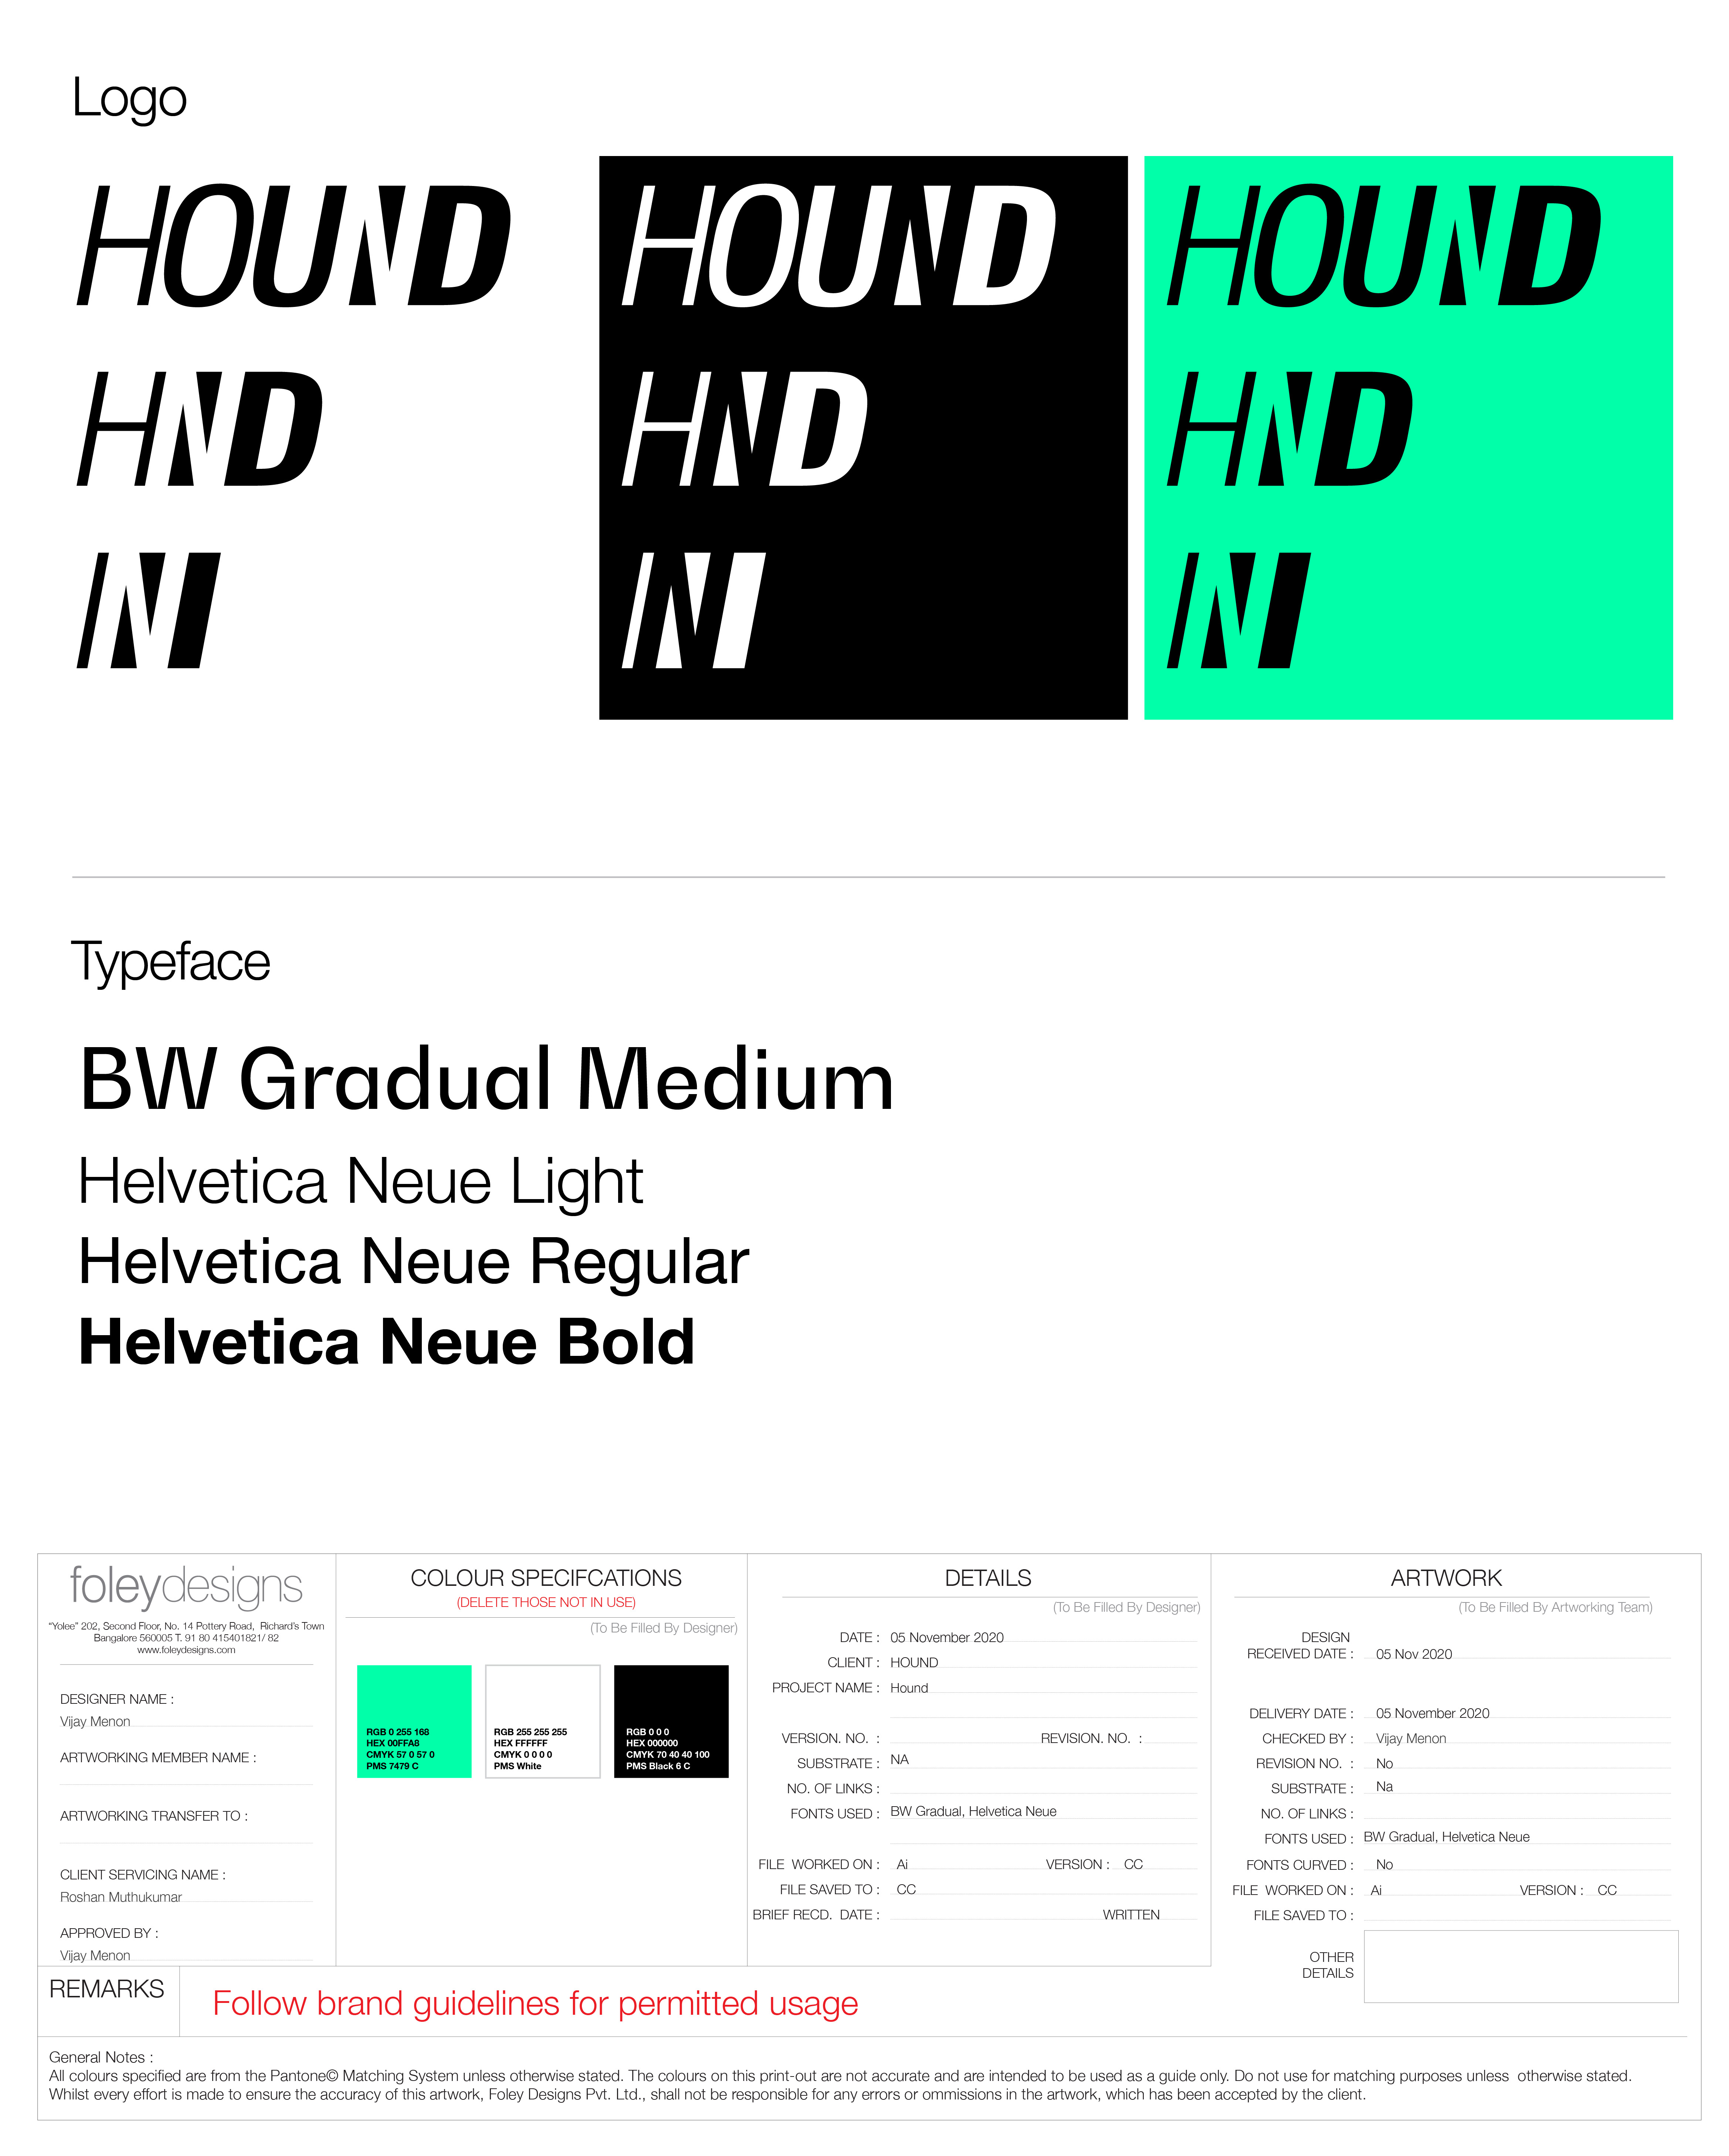 Logo
HOUND HOUND HOUND
HND HND HND
N N N
Typeface
BW Gradual Medium
Helvetica Neue Light
Helvetica Neue Regular
Helvetica Neue Bold
foleydesigns
“Yolee” 202, Second Floor, No. 14 Pottery Road, Richard’s Town
Bangalore 560005 T. 91 80 415401821/ 82
www.foleydesigns.com
DESIGNER NAME :
Vijay Menon
ARTWORKING MEMBER NAME :
ARTWORKING TRANSFER TO :
CLIENT SERVICING NAME :
Roshan Muthukumar
APPROVED BY :
Vijay Menon
COLOUR SPECIFCATIONS
(DELETE THOSE NOT IN USE)
(To Be Filled By Designer)
RGB 0 255 168
HEX 00FFA8
CMYK 57 0 57 0
PMS 7479 C
RGB 255 255 255
HEX FFFFFF
CMYK 0 0 0 0
PMS White
RGB 0 0 0
HEX 000000
CMYK 70 40 40 100
PMS Black 6 C
DETAILS
(To Be Filled By Designer)
DATE : 05 November 2020
CLIENT : HOUND
PROJECT NAME : Hound
VERSION. NO. : REVISION. NO. :
SUBSTRATE : NA
NO. OF LINKS :
FONTS USED : BW Gradual, Helvetica Neue
FILE WORKED ON : Ai VERSION : CC
FILE SAVED TO : CC
BRIEF RECD. DATE : WRITTEN
ARTWORK
(To Be Filled By Artworking Team)
DESIGN
RECEIVED DATE : 05 Nov 2020
DELIVERY DATE : 05 November 2020
CHECKED BY : Vijay Menon
REVISION NO. : No
SUBSTRATE : Na
NO. OF LINKS :
FONTS USED : BW Gradual, Helvetica Neue
FONTS CURVED : No
FILE WORKED ON : Ai VERSION : CC
FILE SAVED TO :
OTHER
DETAILS
REMARKS
Follow brand guidelines for permitted usage
General Notes :
All colours specified are from the Pantone© Matching System unless otherwise stated. The colours on this print-out are not accurate and are intended to be used as a guide only. Do not use for matching purposes unless otherwise stated.
Whilst every effort is made to ensure the accuracy of this artwork, Foley Designs Pvt. Ltd., shall not be responsible for any errors or ommissions in the artwork, which has been accepted by the client.